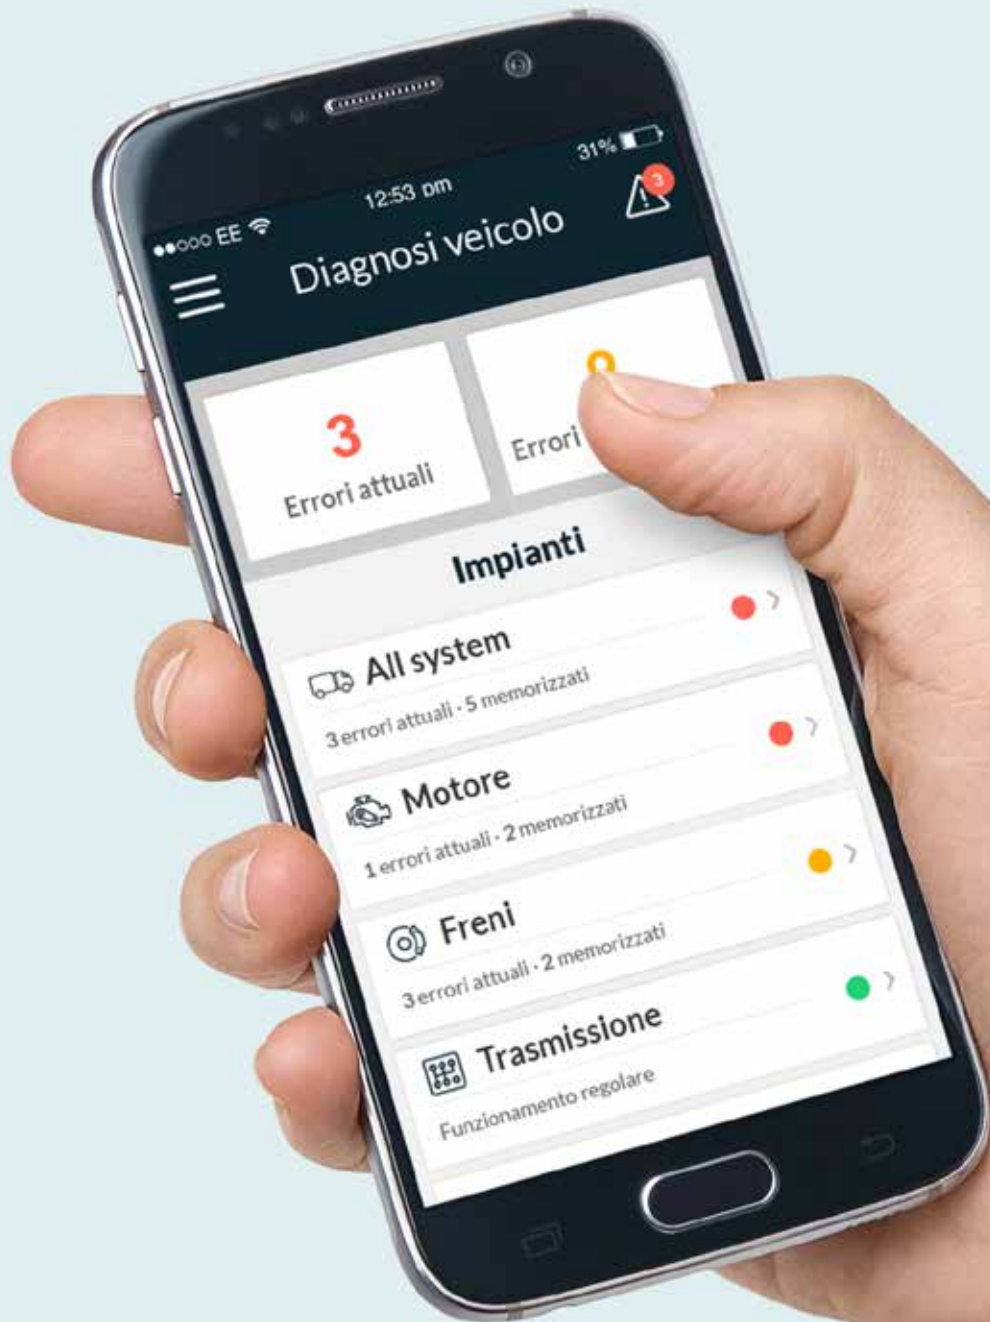 EE 12:53 pm 31%
Diagnosi veicolo 3
3
Errori attuali
Errori
Impianti
All system
3 errori attuali · 5 memorizzati
Motore
1 errori attuali · 2 memorizzati
Freni
3 errori attuali · 2 memorizzati
Trasmissione
Funzionamento regolare